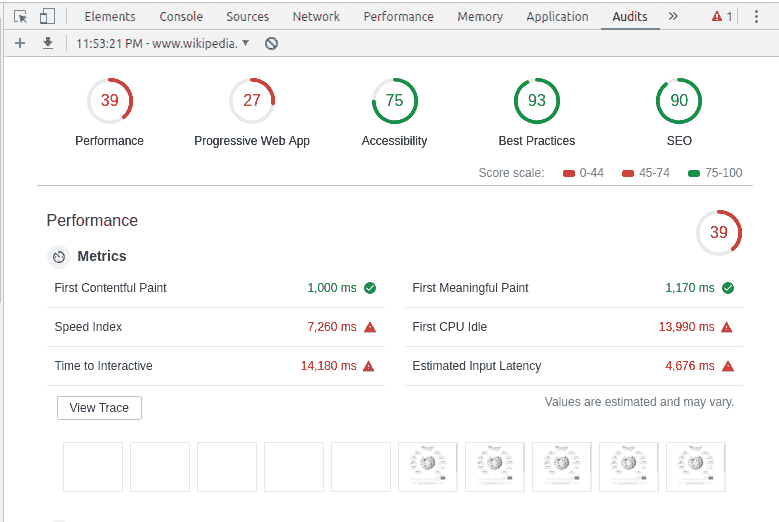 Elements Console Sources Network Performance Memory Application Audits » 1
11:53:21 PM - www.wikipedia.
39 27 75 93 90
Performance Progressive Web App Accessibility Best Practices SEO
Score scale: 0-44 45-74 75-100
Performance 39
Metrics
First Contentful Paint 1,000 ms First Meaningful Paint 1,170 ms
Speed Index 7,260 ms First CPU Idle 13,990 ms
Time to Interactive 14,180 ms Estimated Input Latency 4,676 ms
View Trace Values are estimated and may vary.